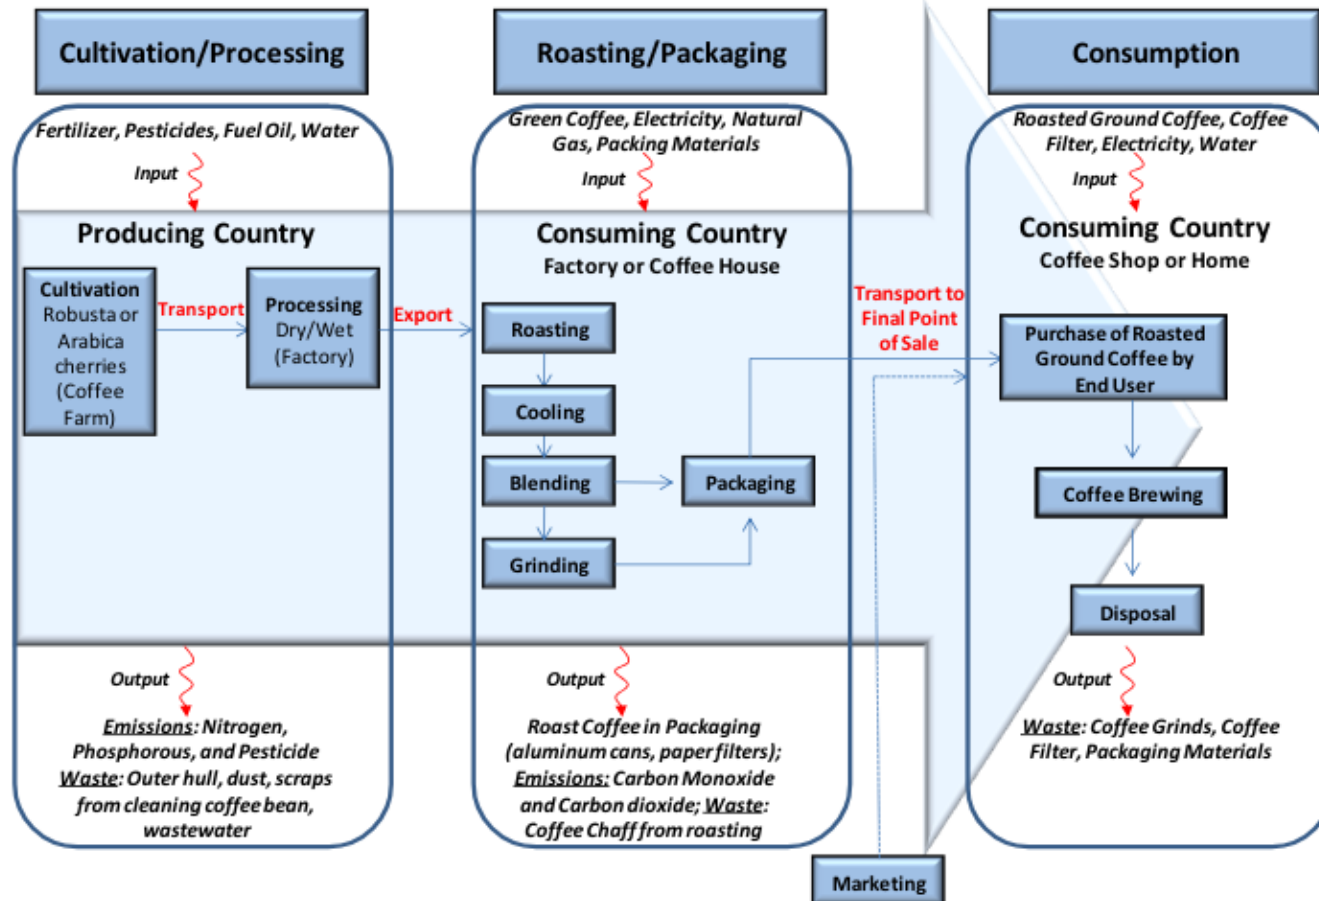 Cultivation/Processing
Roasting/Packaging
Consumption
Fertilizer, Pesticides, Fuel Oil, Water
Input
Producing Country
Cultivation
Robusta or
Arabica
cherries
(Coffee
Farm)
Transport
Processing
Dry/Wet
(Factory)
Export
Output
Emissions: Nitrogen,
Phosphorous, and Pesticide
Waste: Outer hull, dust, scraps
from cleaning coffee bean,
wastewater
Green Coffee, Electricity, Natural
Gas, Packing Materials
Input
Consuming Country
Factory or Coffee House
Roasting
Cooling
Blending
Packaging
Grinding
Output
Roast Coffee in Packaging
(aluminum cans, paper filters);
Emissions: Carbon Monoxide
and Carbon dioxide; Waste:
Coffee Chaff from roasting
Transport to
Final Point
of Sale
Marketing
Roasted Ground Coffee, Coffee
Filter, Electricity, Water
Input
Consuming Country
Coffee Shop or Home
Purchase of Roasted
Ground Coffee by
End User
Coffee Brewing
Disposal
Output
Waste: Coffee Grinds, Coffee
Filter, Packaging Materials